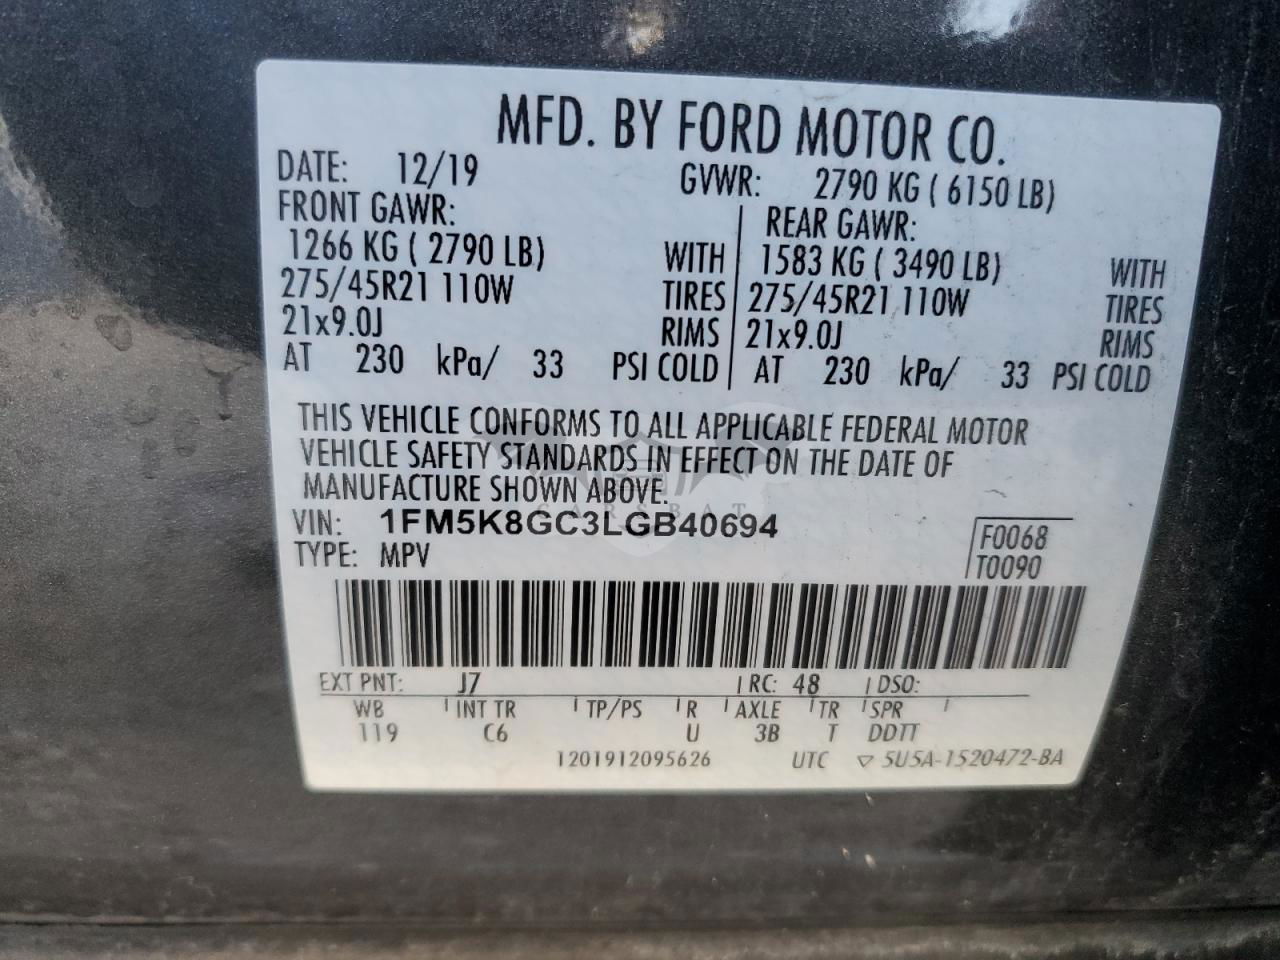 MFD. BY FORD MOTOR CO.
DATE: 12/19 GVWR: 2790 KG ( 6150 LB)
FRONT GAWR: REAR GAWR:
1266 KG ( 2790 LB) WITH 1583 KG ( 3490 LB) WITH
275/45R21 110W TIRES 275/45R21 110W TIRES
21x9.0J RIMS 21x9.0J RIMS
AT 230 kPa/ 33 PSI COLD AT 230 kPa/ 33 PSI COLD
THIS VEHICLE CONFORMS TO ALL APPLICABLE FEDERAL MOTOR
VEHICLE SAFETY STANDARDS IN EFFECT ON THE DATE OF
MANUFACTURE SHOWN ABOVE.
CARSBAT
VIN: 1FM5K8GC3LGB40694
TYPE: MPV
F0068
T0090
EXT PNT: J7 RC: 48 DSO:
WB INT TR TP/PS R AXLE TR SPR
119 C6 U 3B T DDTT
1201912095626 UTC ▽ 5U5A-1520472-BA